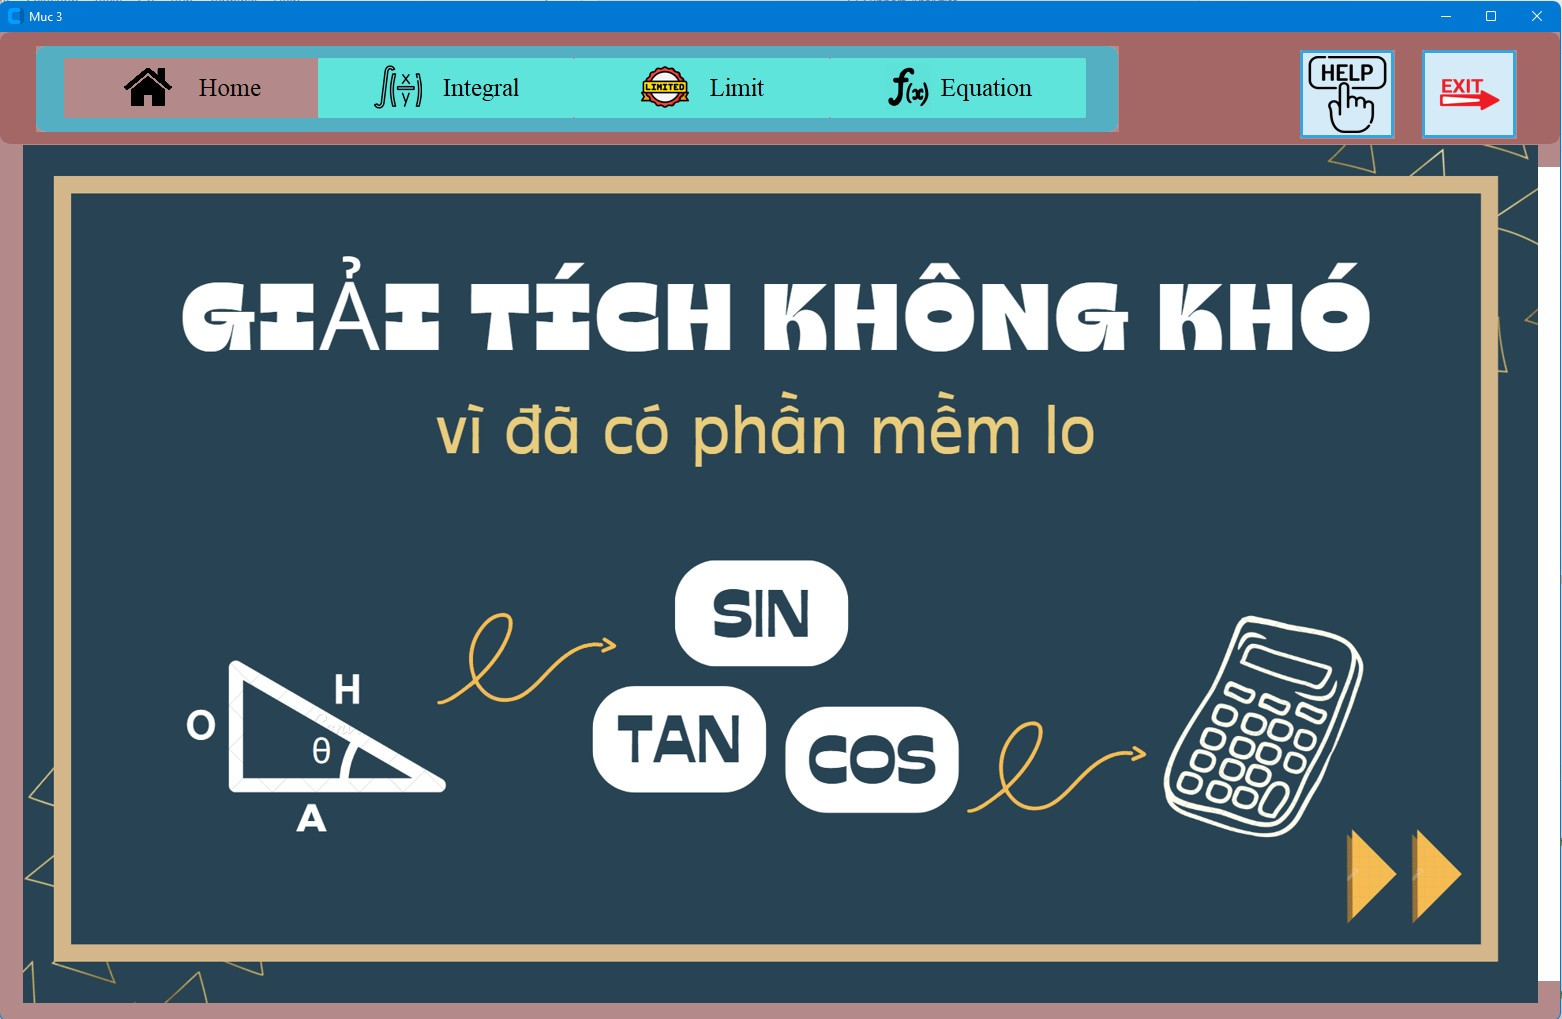 Muc 3
Home
Integral
LIMITED
Limit
f(x)
Equation
HELP
EXIT
GIẢI TÍCH KHÔNG KHÓ
vì đã có phần mềm lo
SIN
H
O
θ
TAN
COS
A